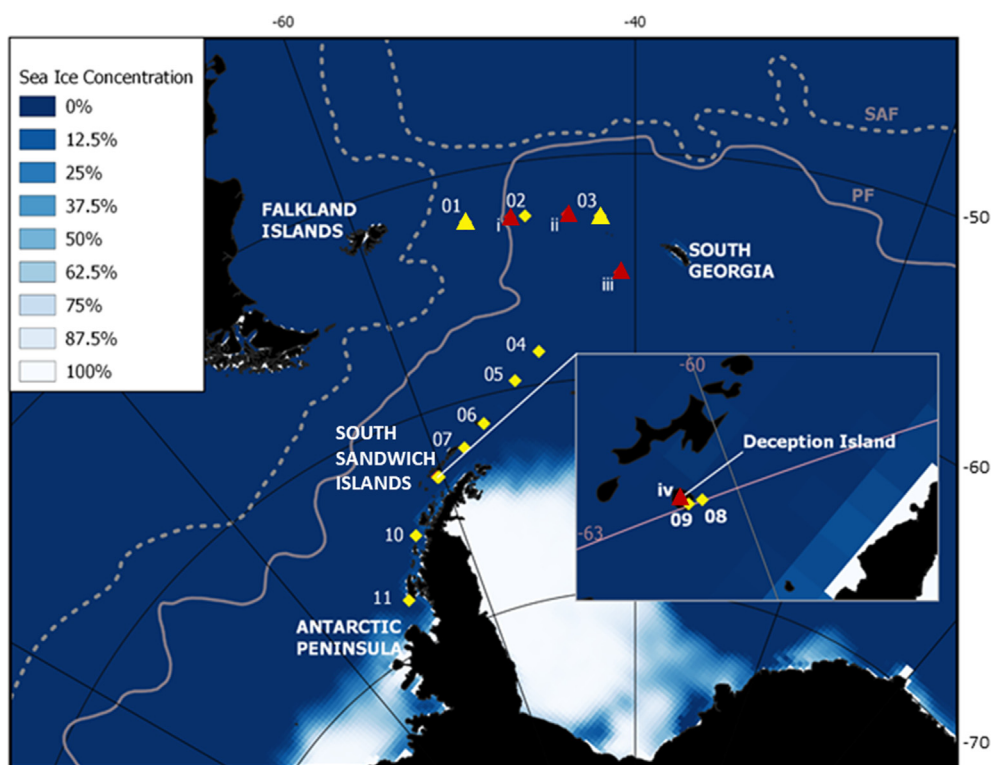 -60
-40
Sea Ice Concentration
0%
12.5%
25%
37.5%
50%
62.5%
75%
87.5%
100%
SAF
PF
-50
FALKLAND
ISLANDS
01
i
02
ii
03
iii
SOUTH
GEORGIA
04
05
06
07
SOUTH
SANDWICH
ISLANDS
-60
Deception Island
iv
09
08
-63
-60
10
11
ANTARCTIC
PENINSULA
-70